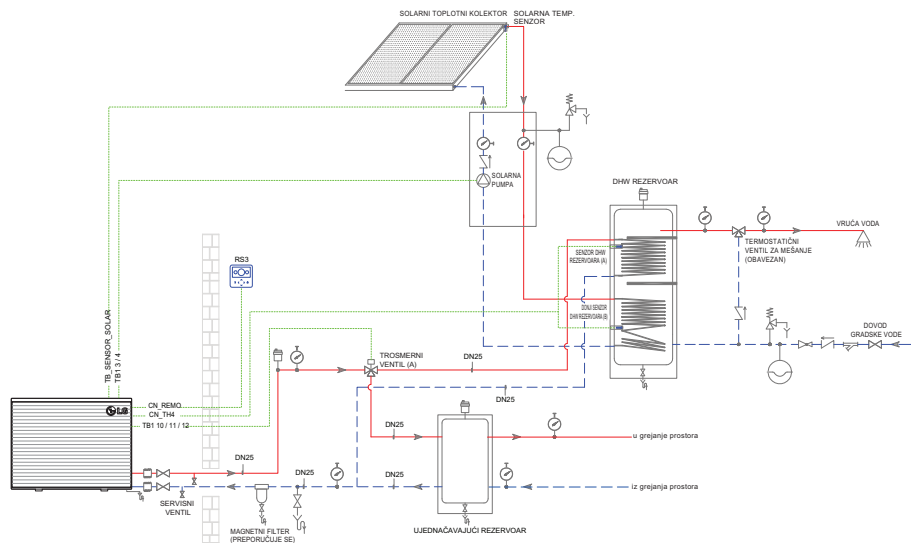 SOLARNI TOPLOTNI KOLEKTOR
SOLARNA TEMP.
SENZOR
SOLARNA
PUMPA
DHW REZERVOAR
VRUĆA VODA
TERMOSTATIČNI
VENTIL ZA MEŠANJE
(OBAVEZAN)
SENZOR DHW
REZERVOARA (A)
DONJI SENZOR
DHW REZERVOARA (B)
DOVOD
GRADSKE VODE
RS3
TB_SENSOR_SOLAR
TB1 3 / 4
TROSMERNI
VENTIL (A)
DN25
DN25
LG
CN_REMO
CN_TH4
TB1 10 / 11 / 12
DN25
u grejanje prostora
DN25
DN25
DN25
DN25
iz grejanja prostora
SERVISNI
VENTIL
MAGNETNI FILTER
(PREPORUČUJE SE)
UJEDNAČAVAJUĆI REZERVOAR